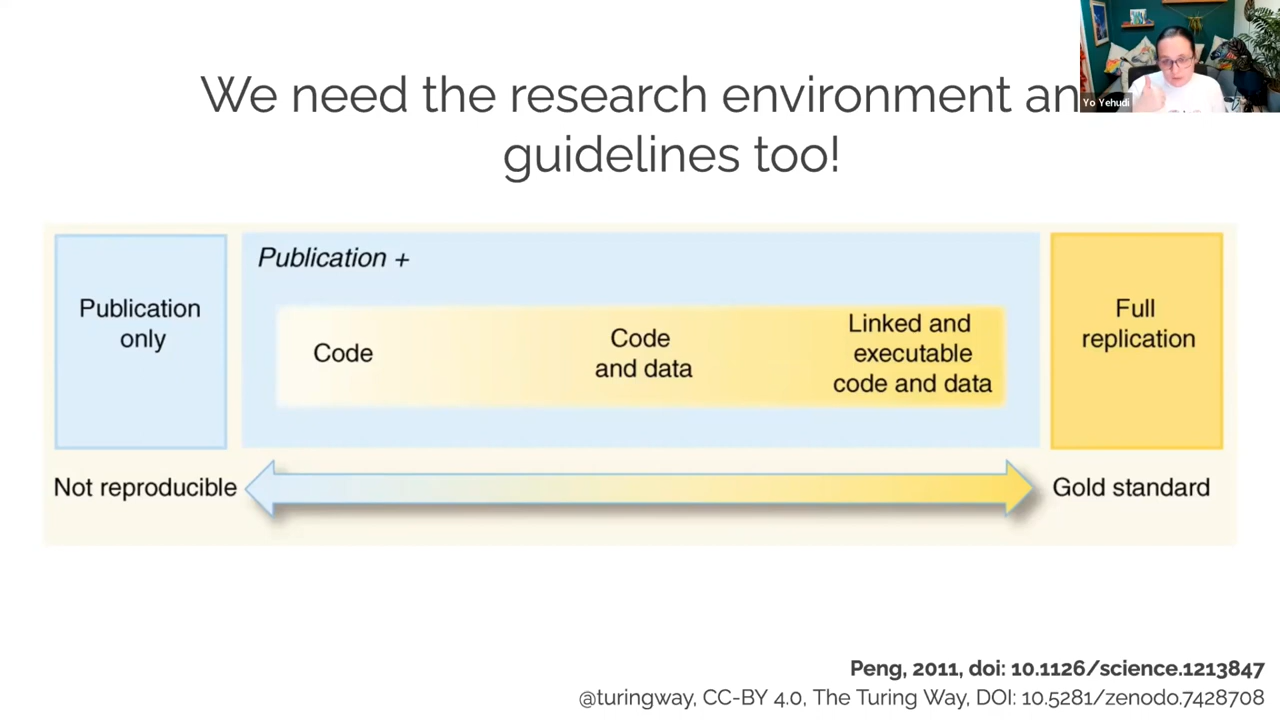 We need the research environment an
guidelines too!
Yo Yehudi
Publication +
Publication
only
Code
Code
and data
Linked and
executable
code and data
Full
replication
Not reproducible
Gold standard
Peng, 2011, doi: 10.1126/science.1213847
@turingway, CC-BY 4.0, The Turing Way, DOI: 10.5281/zenodo.7428708